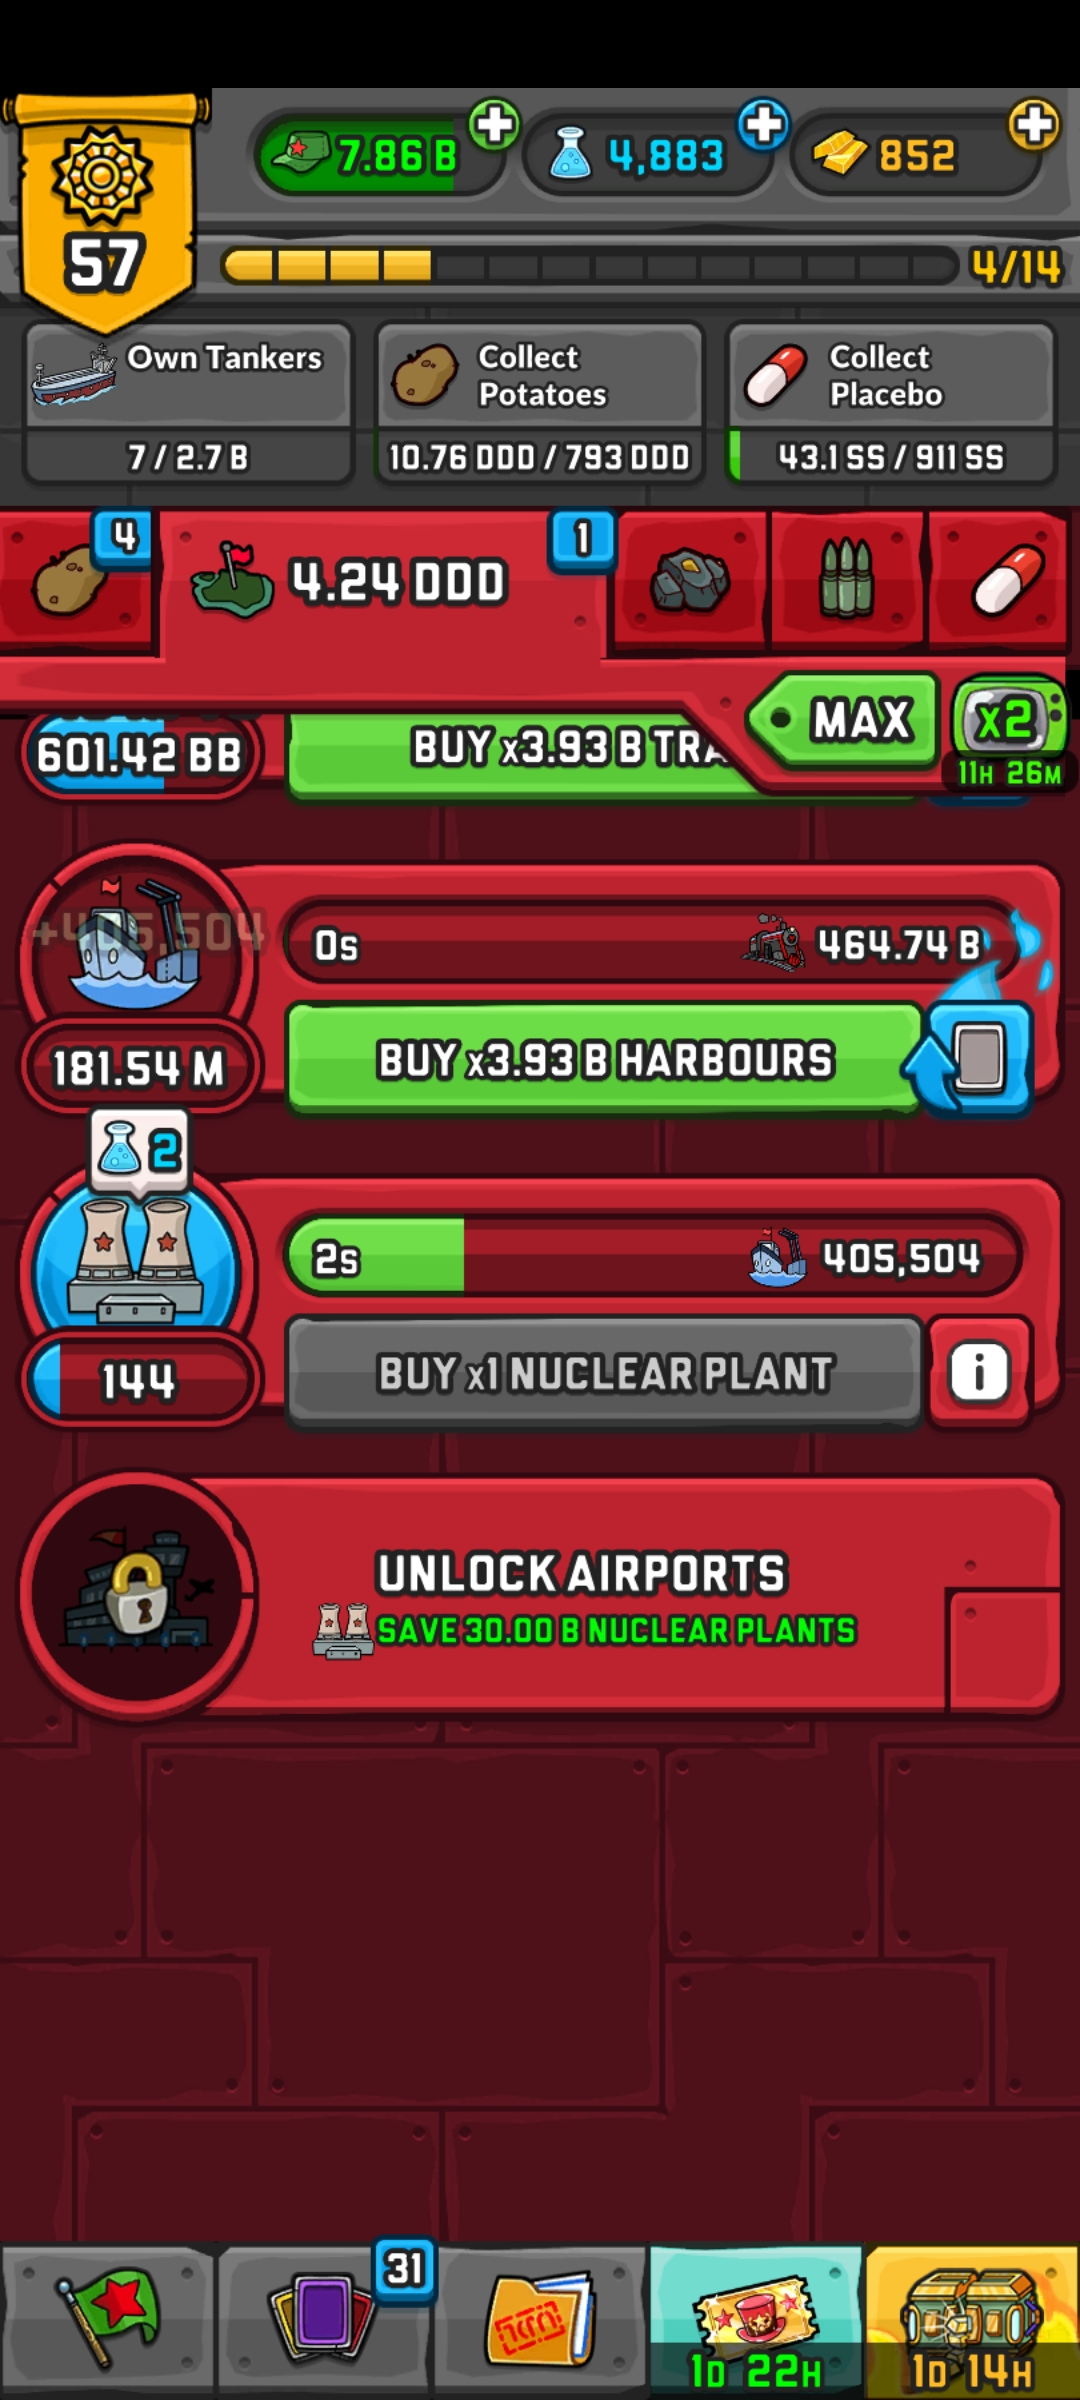 7.86 B
4,883
852
57
4/14
Own Tankers
7 / 2.7 B
Collect
Potatoes
10.76 DDD / 793 DDD
Collect
Placebo
43.1 SS / 911 SS
4
4.24 DDD
1
MAX
X2
11H 26M
601.42 BB
BUY x3.93 B TRA
+405,504
0s
464.74 B
181.54 M
BUY x3.93 B HARBOURS
2
2s
405,504
144
BUY x1 NUCLEAR PLANT
i
UNLOCK AIRPORTS
SAVE 30.00 B NUCLEAR PLANTS
31
1D 22H
1D 14H